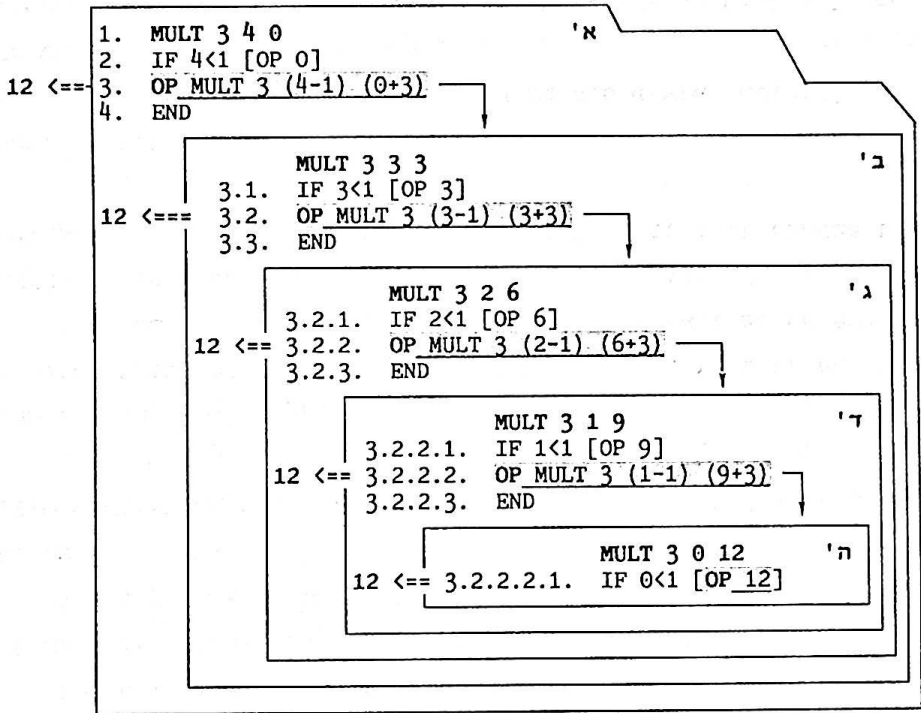 1. MULT 3 4 0 א'
2. IF 4<1 [OP 0]
12 <== 3. OP MULT 3 (4-1) (0+3)
4. END
MULT 3 3 3 ב'
3.1. IF 3<1 [OP 3]
12 <=== 3.2. OP MULT 3 (3-1) (3+3)
3.3. END
MULT 3 2 6 ג'
3.2.1. IF 2<1 [OP 6]
12 <== 3.2.2. OP MULT 3 (2-1) (6+3)
3.2.3. END
MULT 3 1 9 ד'
3.2.2.1. IF 1<1 [OP 9]
12 <== 3.2.2.2. OP MULT 3 (1-1) (9+3)
3.2.2.3. END
MULT 3 0 12 ה'
12 <== 3.2.2.2.1. IF 0<1 [OP 12]